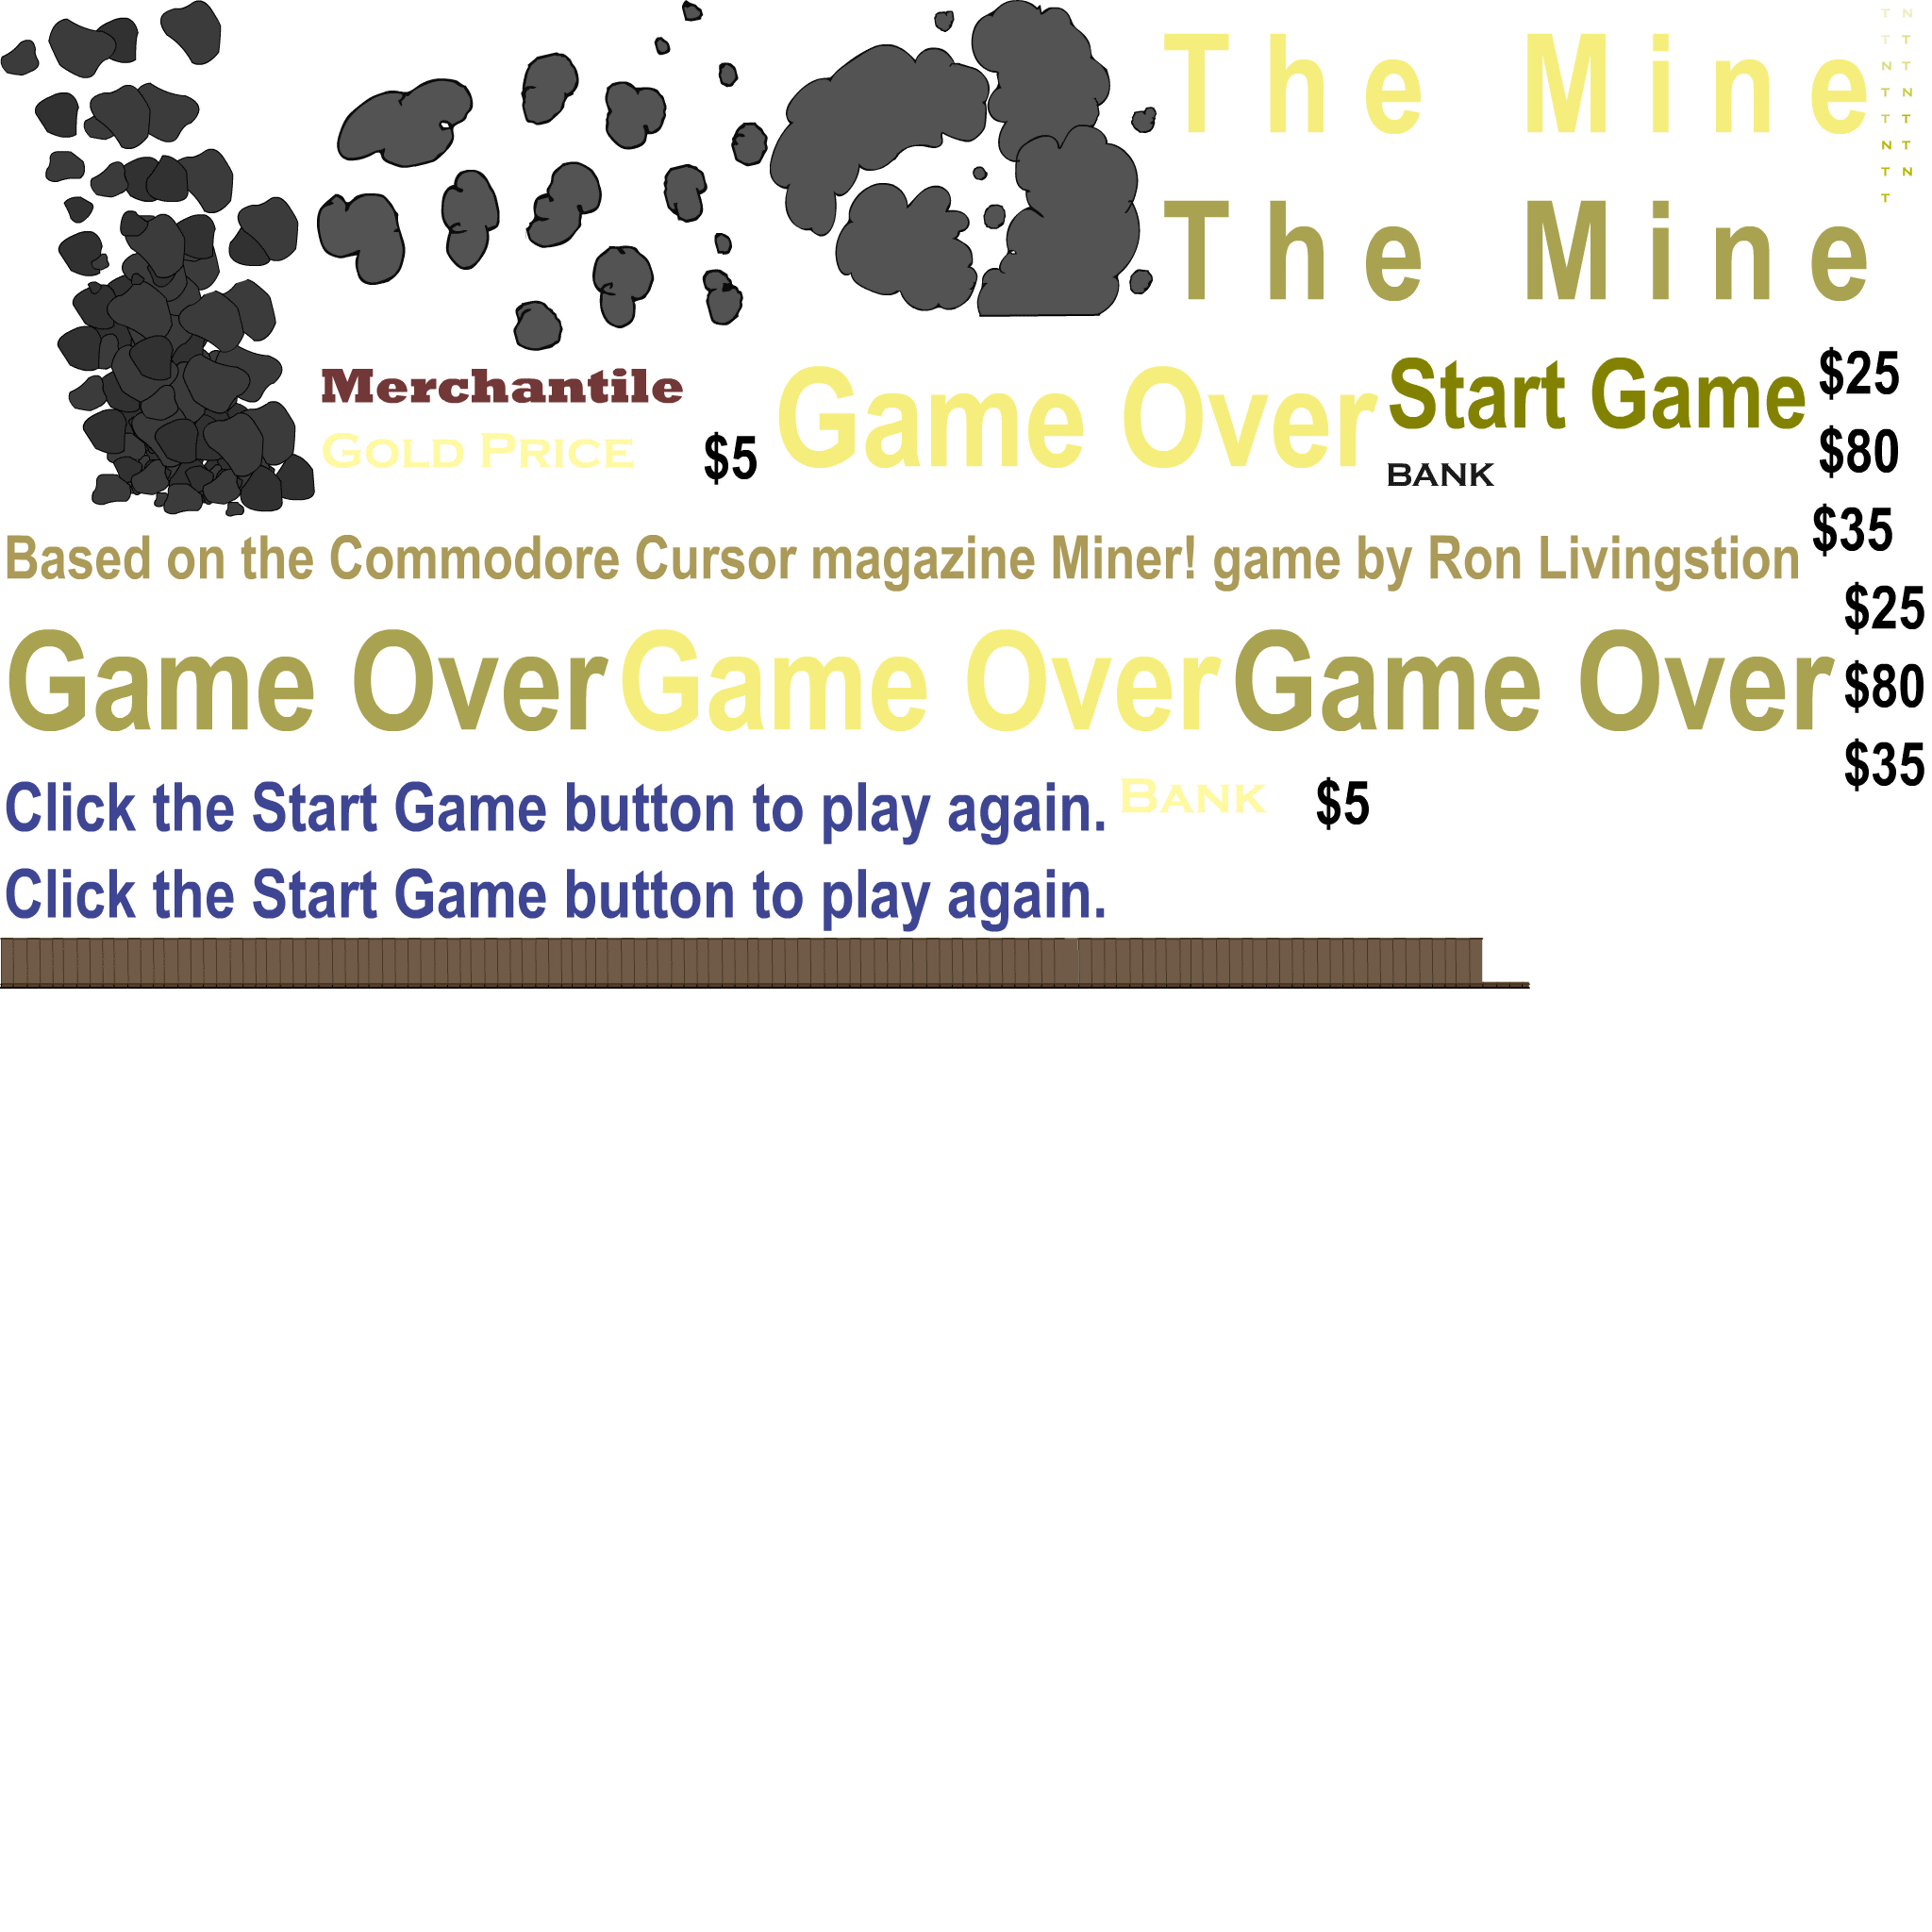 The Mine
T N
T T
N T
T N
T T
N T
T N
T
The Mine
Merchantile
Game Over
Start Game
$25
GOLD PRICE
$5
BANK
$80
Based on the Commodore Cursor magazine Miner! game by Ron Livingstion
$35
$25
Game Over
Game Over
Game Over
$80
$35
Click the Start Game button to play again.
BANK
$5
Click the Start Game button to play again.